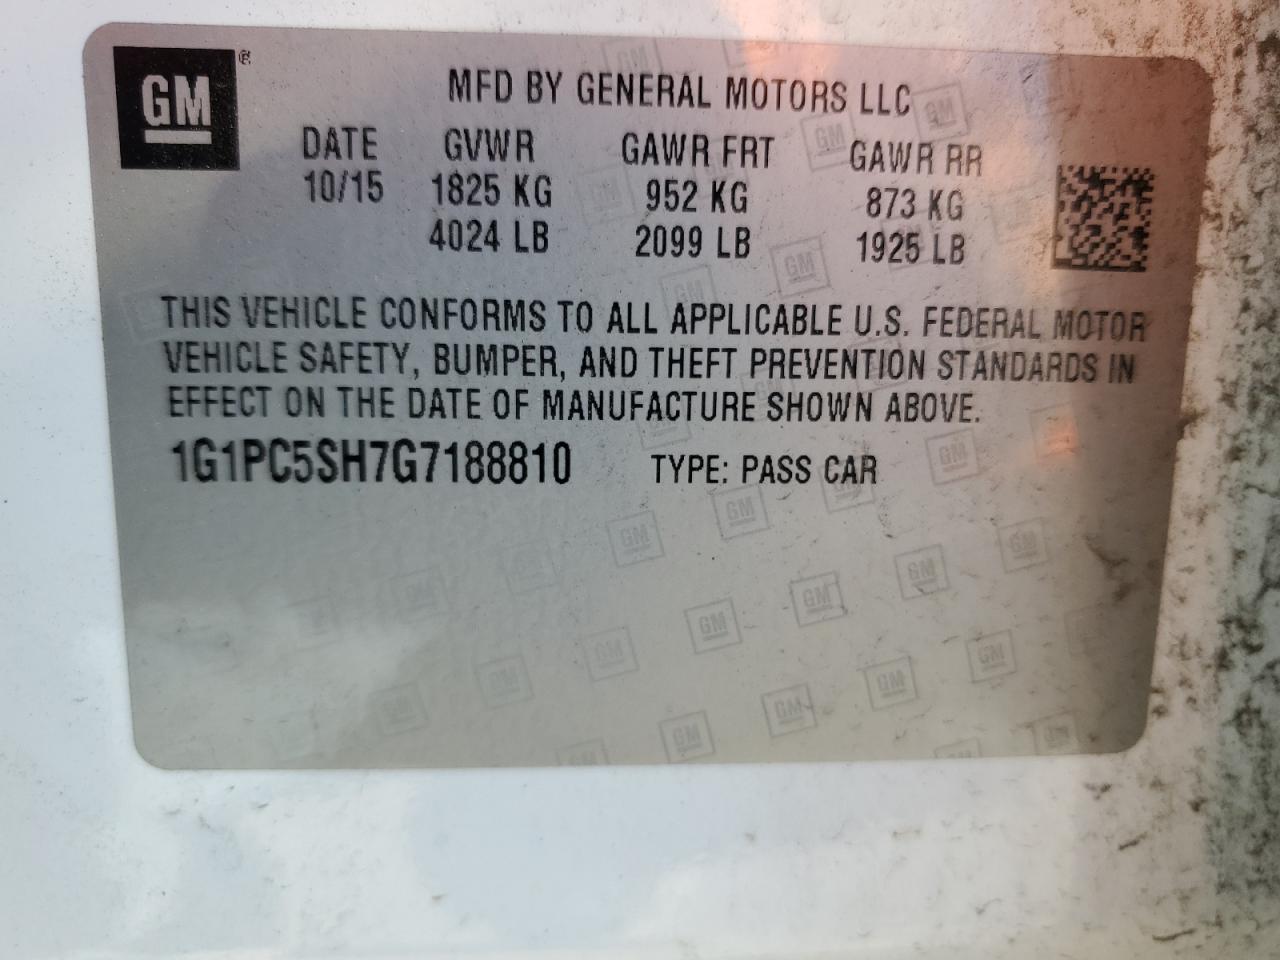 GM®
MFD BY GENERAL MOTORS LLC
DATE GVWR GAWR FRT GAWR RR
10/15 1825 KG 952 KG 873 KG
4024 LB 2099 LB 1925 LB
THIS VEHICLE CONFORMS TO ALL APPLICABLE U.S. FEDERAL MOTOR
VEHICLE SAFETY, BUMPER, AND THEFT PREVENTION STANDARDS IN
EFFECT ON THE DATE OF MANUFACTURE SHOWN ABOVE.
1G1PC5SH7G7188810 TYPE: PASS CAR